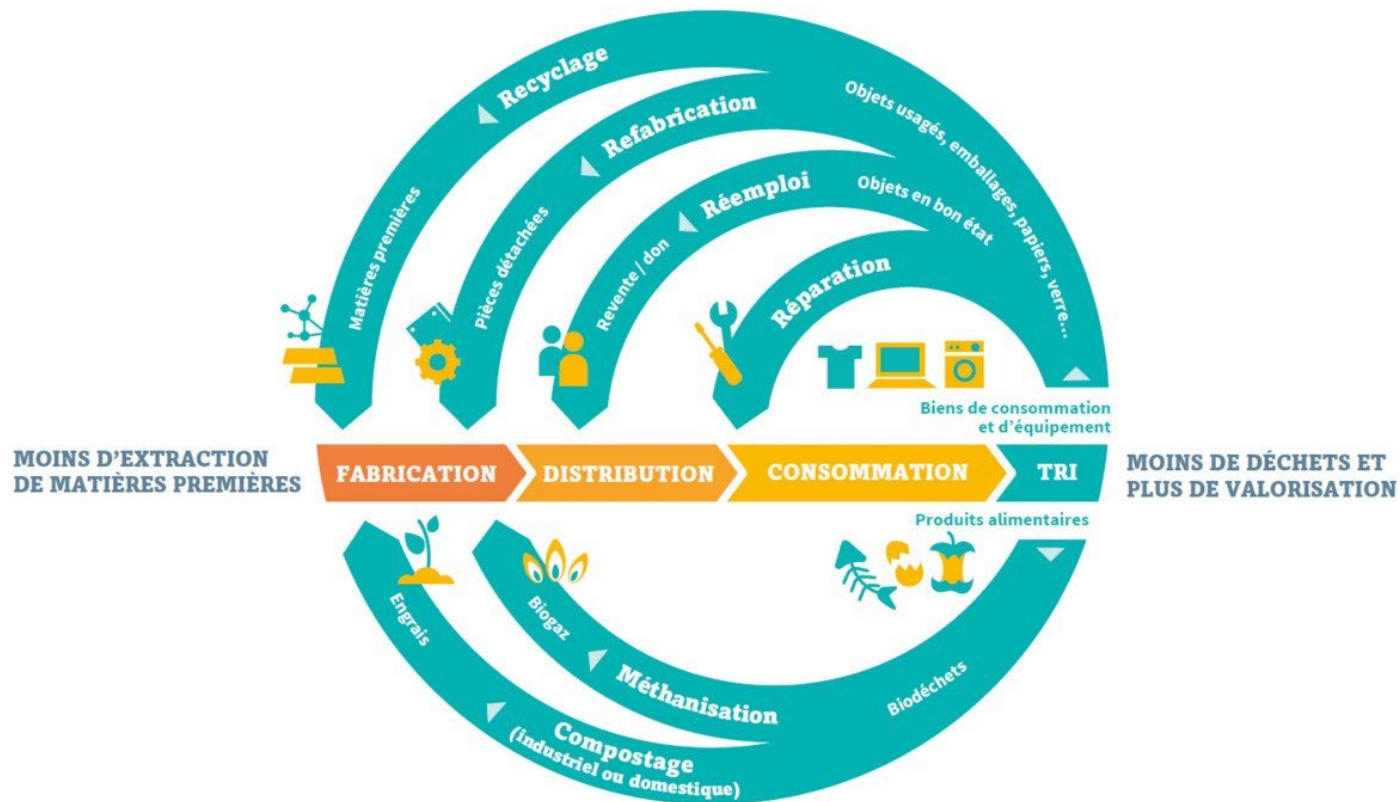 Recyclage
Matières premières
Refabrication
Pièces détachées
Réemploi
Revente / don
Réparation
Objets usagés, emballages, papiers, verre...
Objets en bon état
Biens de consommation
et d'équipement
MOINS D'EXTRACTION
DE MATIÈRES PREMIÈRES
FABRICATION
DISTRIBUTION
CONSOMMATION
TRI
MOINS DE DÉCHETS ET
PLUS DE VALORISATION
Produits alimentaires
Engrais
Biogaz
Méthanisation
Biodéchets
Compostage
(industriel ou domestique)